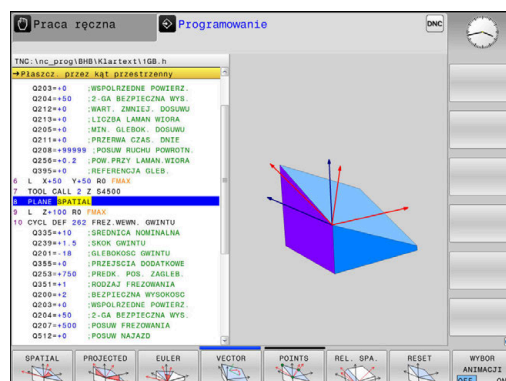 Praca ręczna
Programowanie
DNC
TNC:\nc_prog\BHB\Klartext\1GB.h
→Płaszcz. przez kąt przestrzenny
Q203=+0 ;WSPOLRZEDNE POWIERZ.
Q204=+50 ;2-GA BEZPIECZNA WYS.
Q212=+0 ;WART. ZMNIEJ. DOSUWU
Q213=+0 ;LICZBA LAMAN WIORA
Q205=+0 ;MIN. GLEBOK. DOSUWU
Q211=+0 ;PRZERWA CZAS. DNIE
Q208=+99999 ;POSUW RUCHU POWROTN.
Q256=+0.2 ;POW.PRZY LAMAN.WIORA
Q395=+0 ;REFERENCJA GLEB.
6 L X+50 Y+50 R0 FMAX
7 TOOL CALL 2 Z S4500
8 PLANE SPATIAL
9 L Z+100 R0 FMAX
10 CYCL DEF 262 FREZ.WEWN. GWINTU
Q335=+10 ;SREDNICA NOMINALNA
Q239=+1.5 ;SKOK GWINTU
Q201=-18 ;GLEBOKOSC GWINTU
Q355=+0 ;PRZEJSCIA DODATKOWE
Q253=+750 ;PREDK. POS. ZAGLEB.
Q351=+1 ;RODZAJ FREZOWANIA
Q200=+2 ;BEZPIECZNA WYSOKOSC
Q203=+0 ;WSPOLRZEDNE POWIERZ.
Q204=+50 ;2-GA BEZPIECZNA WYS.
Q207=+500 ;POSUW FREZOWANIA
Q512=+0 ;POSUW NAJAZD
SPATIAL
PROJECTED
EULER
VECTOR
POINTS
REL. SPA.
RESET
WYBOR
ANIMACJI
OFF ON